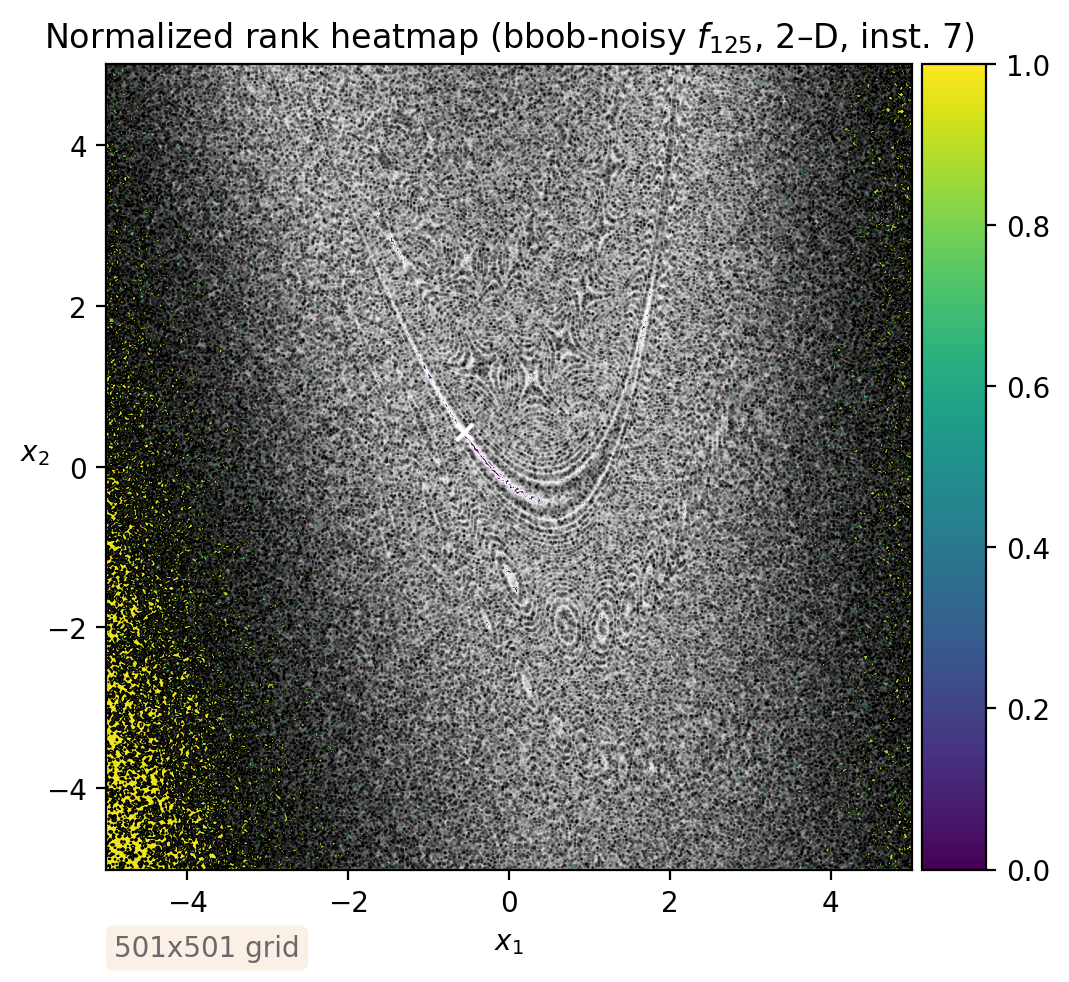 Normalized rank heatmap (bbob-noisy f₁₂₅, 2–D, inst. 7)
1.0
0.8
0.6
0.4
0.2
0.0
4
2
0
−2
−4
x₂
−4 −2 0 2 4
x₁
501x501 grid